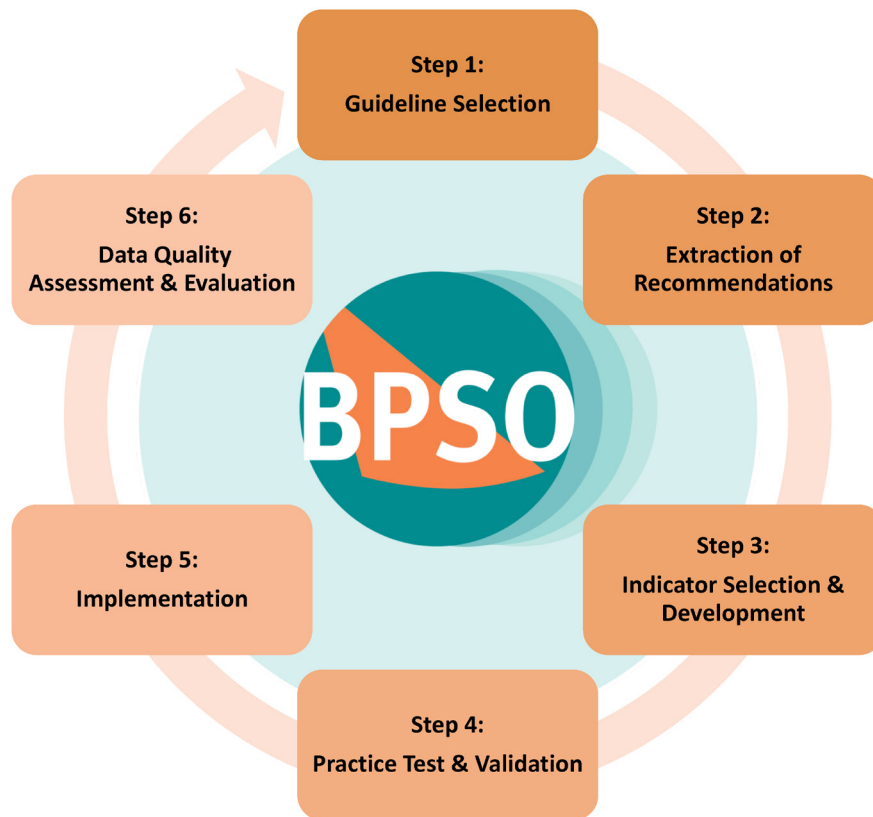 Step 1:
Guideline Selection
Step 2:
Extraction of
Recommendations
Step 3:
Indicator Selection &
Development
Step 4:
Practice Test & Validation
Step 5:
Implementation
Step 6:
Data Quality
Assessment & Evaluation
BPSO